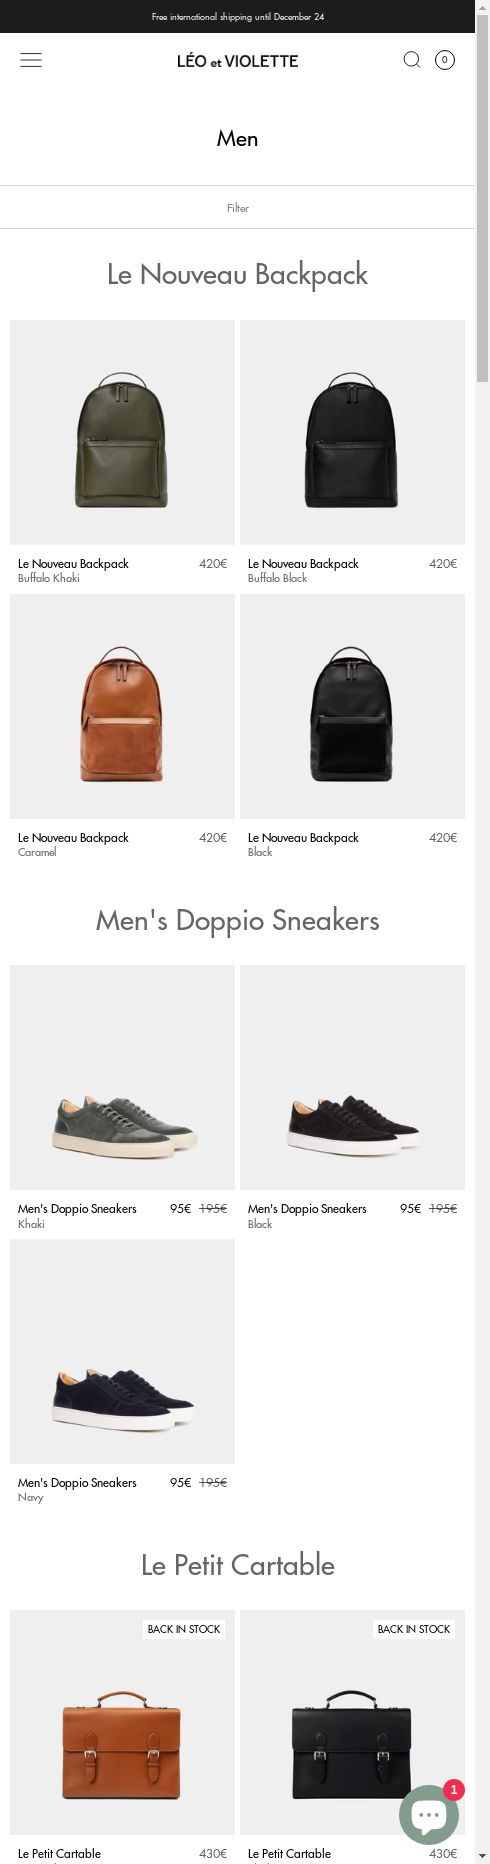 Free international shipping until December 24
LÉO et VIOLETTE
0
Men
Filter
Le Nouveau Backpack
Le Nouveau Backpack 420€
Buffalo Khaki
Le Nouveau Backpack 420€
Buffalo Black
Le Nouveau Backpack 420€
Caramel
Le Nouveau Backpack 420€
Black
Men's Doppio Sneakers
Men's Doppio Sneakers 95€ 195€
Khaki
Men's Doppio Sneakers 95€ 195€
Black
Men's Doppio Sneakers 95€ 195€
Navy
Le Petit Cartable
BACK IN STOCK
BACK IN STOCK
1
Le Petit Cartable 430€
Le Petit Cartable 430€